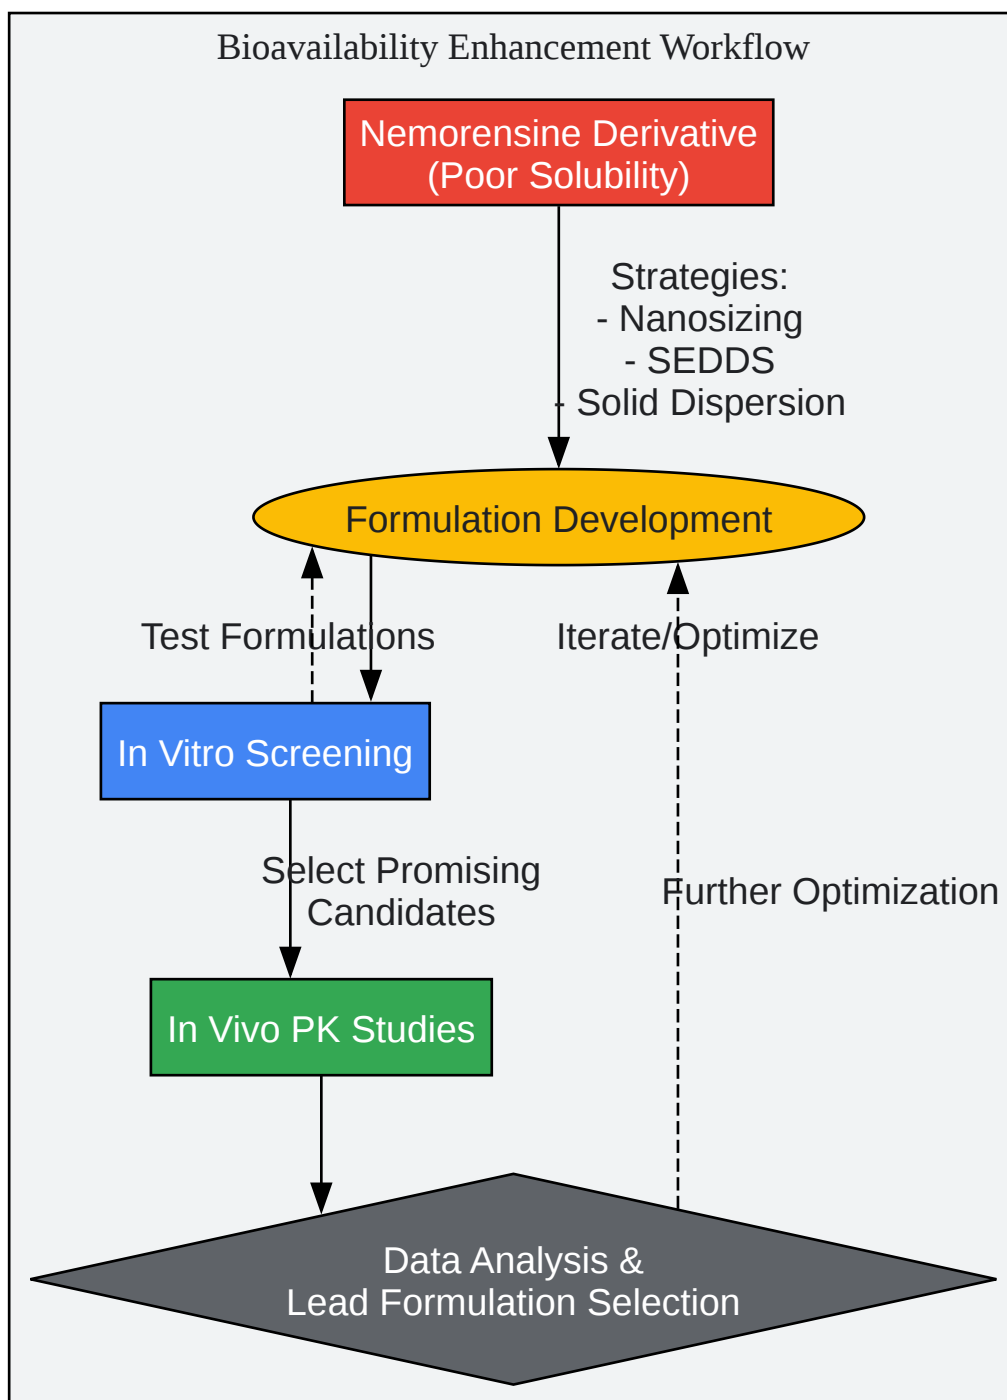 Bioavailability Enhancement Workflow
Nemorensine Derivative
(Poor Solubility)
Strategies:
- Nanosizing
- SEDDS
- Solid Dispersion
Formulation Development
Test Formulations
Iterate/Optimize
In Vitro Screening
Select Promising
Candidates
Further Optimization
In Vivo PK Studies
Data Analysis &
Lead Formulation Selection